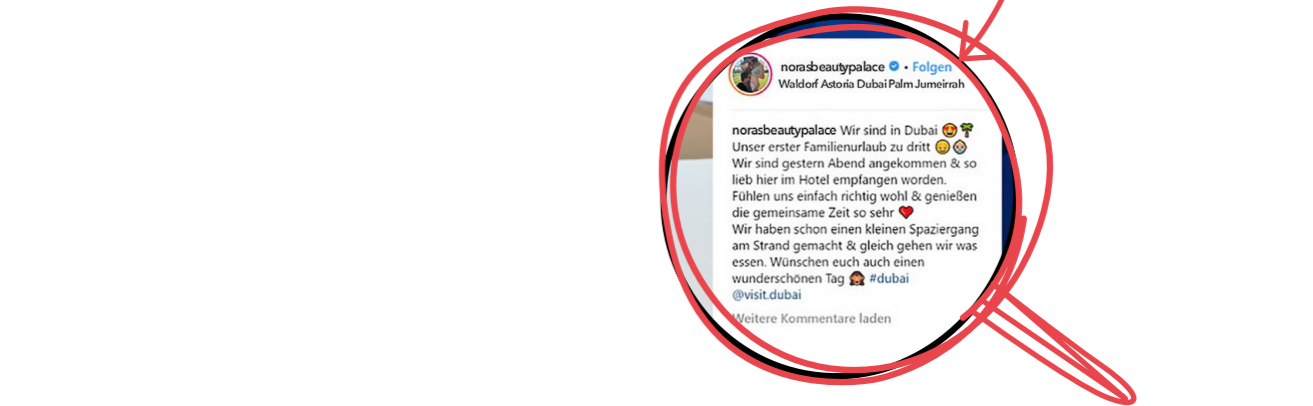 norasbeautypalace • Folgen
Waldorf Astoria Dubai Palm Jumeirrah
norasbeautypalace Wir sind in Dubai 😍🌴
Unser erster Familienurlaub zu dritt 😌👶
Wir sind gestern Abend angekommen & so
lieb hier im Hotel empfangen worden.
Fühlen uns einfach richtig wohl & genießen
die gemeinsame Zeit so sehr ❤️
Wir haben schon einen kleinen Spaziergang
am Strand gemacht & gleich gehen wir was
essen. Wünschen euch auch einen
wunderschönen Tag 🙈 #dubai
@visit.dubai
Weitere Kommentare laden